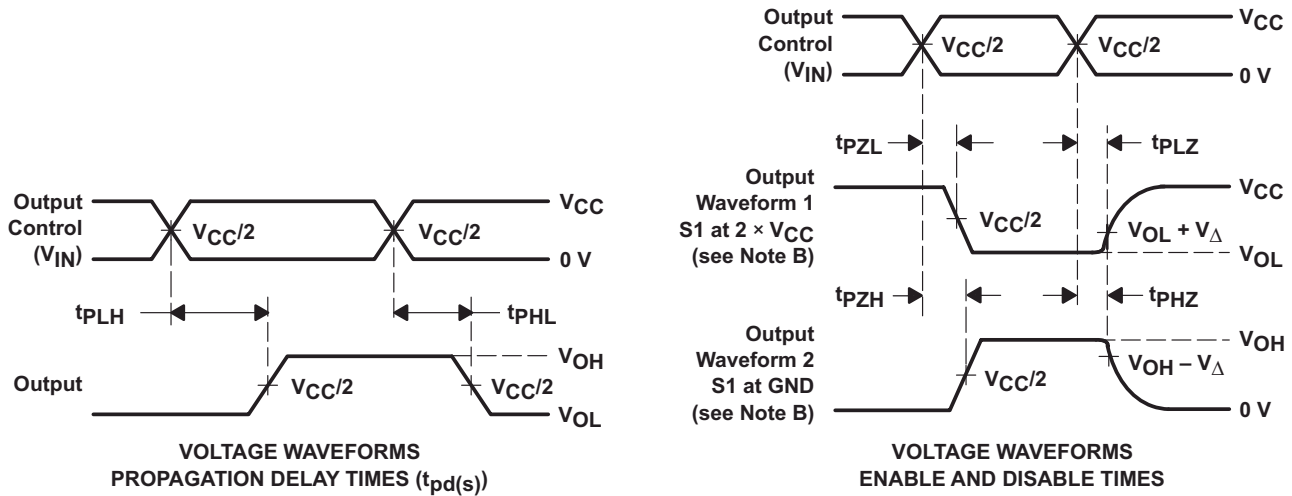 Output
Control
(VIN)
VCC
VCC/2
VCC/2
0 V
tPLH
tPHL
Output
VOH
VCC/2
VCC/2
VOL
VOLTAGE WAVEFORMS
PROPAGATION DELAY TIMES (tpd(s))
Output
Control
(VIN)
VCC
VCC/2
VCC/2
0 V
tPZL
tPLZ
Output
Waveform 1
S1 at 2 × VCC
(see Note B)
VCC
VCC/2
VOL + VΔ
VOL
tPZH
tPHZ
Output
Waveform 2
S1 at GND
(see Note B)
VOH
VOH – VΔ
VCC/2
0 V
VOLTAGE WAVEFORMS
ENABLE AND DISABLE TIMES